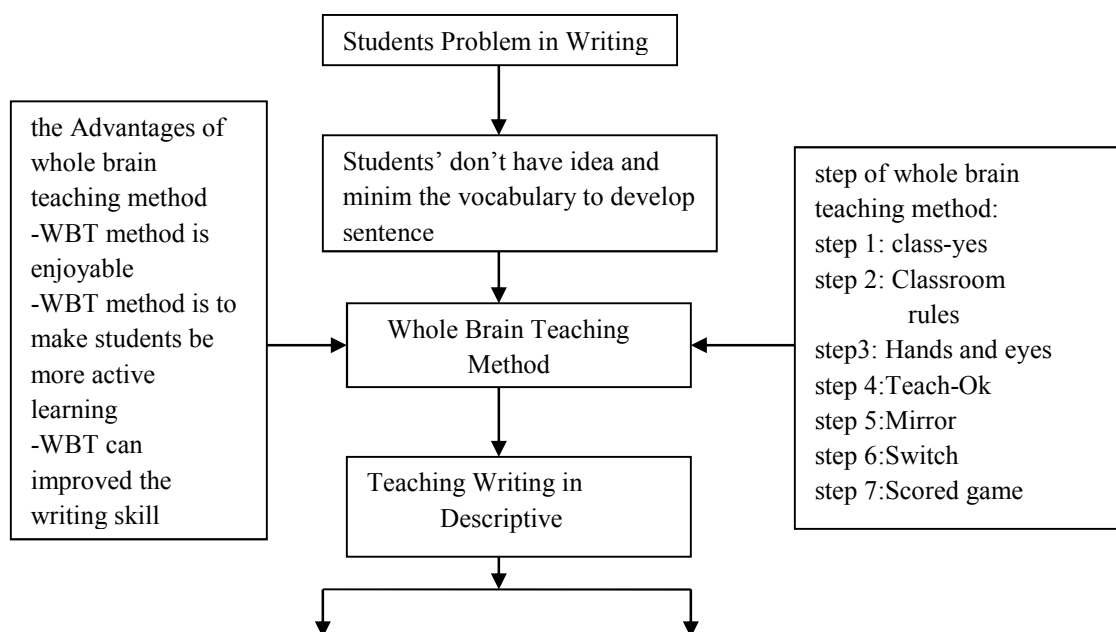 Students Problem in Writing
the Advantages of
whole brain
teaching method
-WBT method is
enjoyable
-WBT method is to
make students be
more active
learning
-WBT can
improved the
writing skill
Students’ don’t have idea and
minim the vocabulary to develop
sentence
step of whole brain
teaching method:
step 1: class-yes
step 2: Classroom
rules
step3: Hands and eyes
step 4:Teach-Ok
step 5:Mirror
step 6:Switch
step 7:Scored game
Whole Brain Teaching
Method
Teaching Writing in
Descriptive